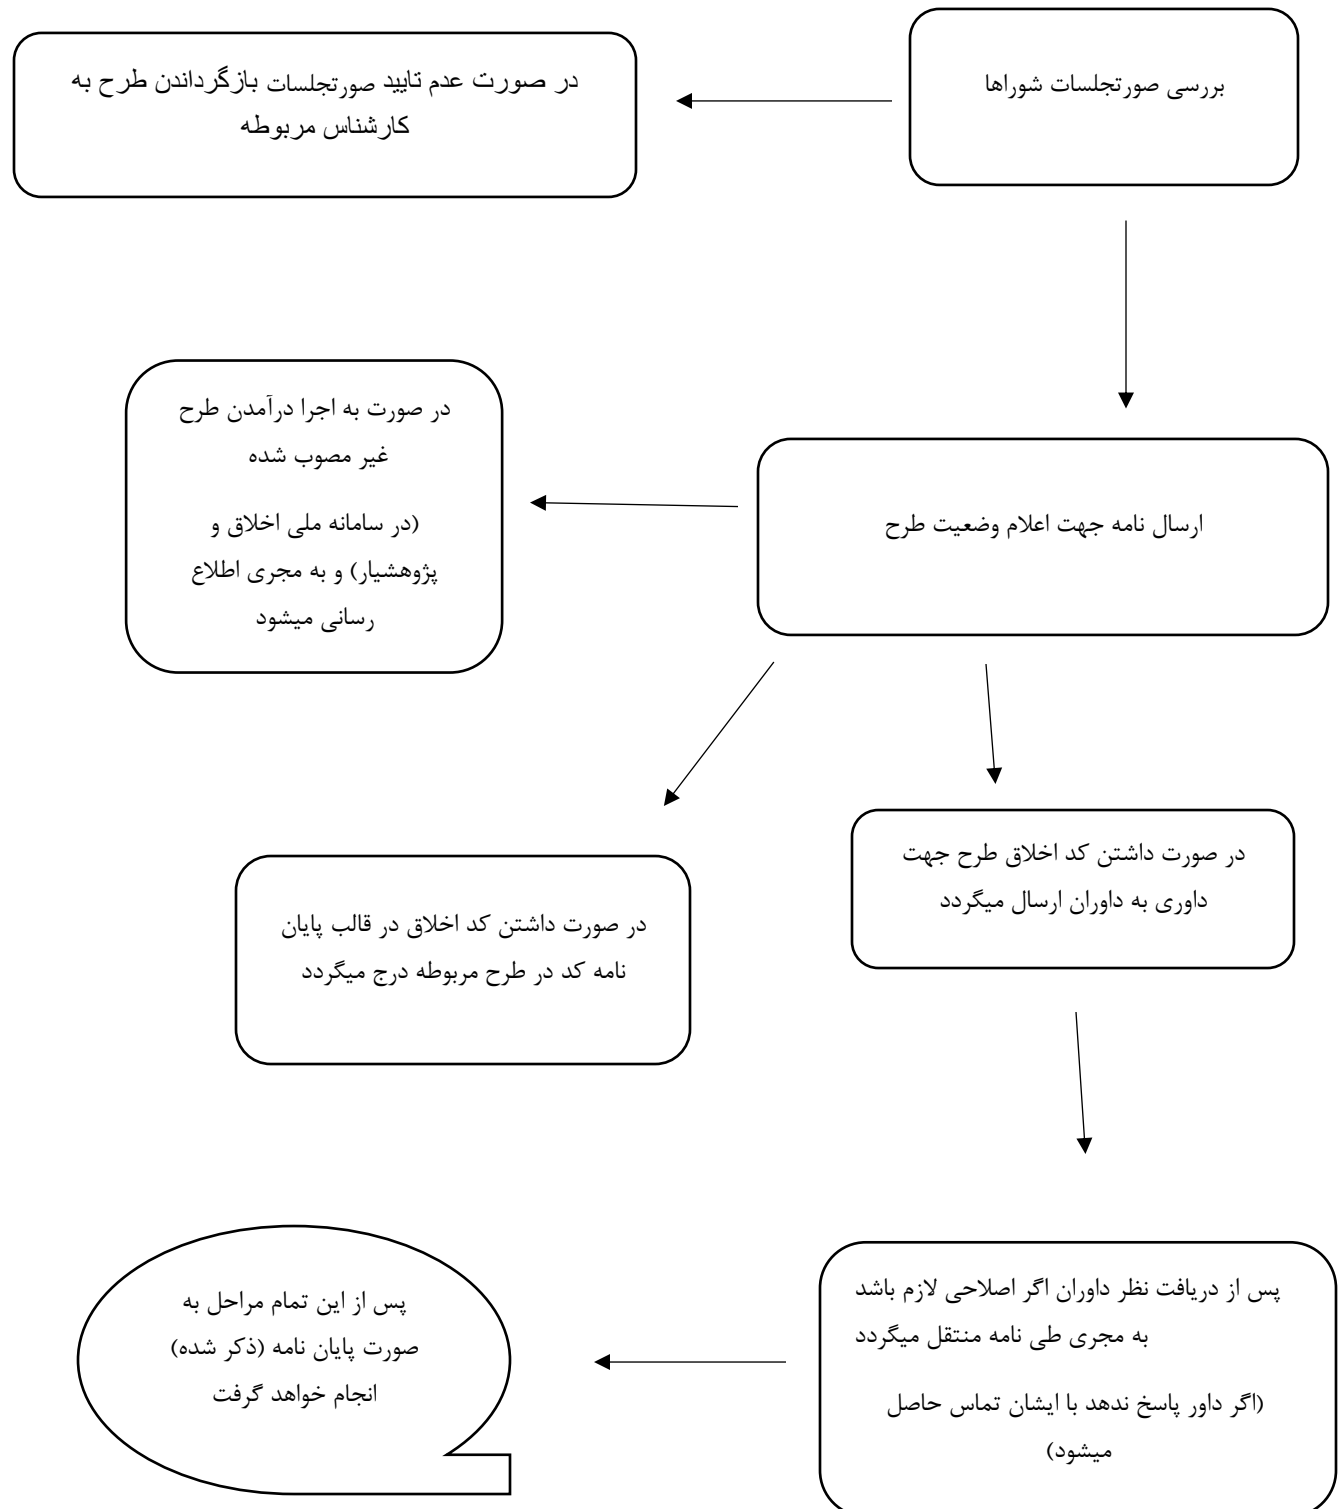 بررسی صورتجلسات شوراها
در صورت عدم تایید صورتجلسات بازگرداندن طرح به
کارشناس مربوطه
ارسال نامه جهت اعلام وضعیت طرح
در صورت به اجرا درآمدن طرح
غیر مصوب شده
(در سامانه ملی اخلاق و
پژوهشیار) و به مجری اطلاع
رسانی میشود
در صورت داشتن کد اخلاق طرح جهت
داوری به داوران ارسال میگردد
در صورت داشتن کد اخلاق در قالب پایان
نامه کد در طرح مربوطه درج میگردد
پس از دریافت نظر داوران اگر اصلاحی لازم باشد
به مجری طی نامه منتقل میگردد
(اگر داور پاسخ ندهد با ایشان تماس حاصل
میشود)
پس از این تمام مراحل به
صورت پایان نامه (ذکر شده)
انجام خواهد گرفت